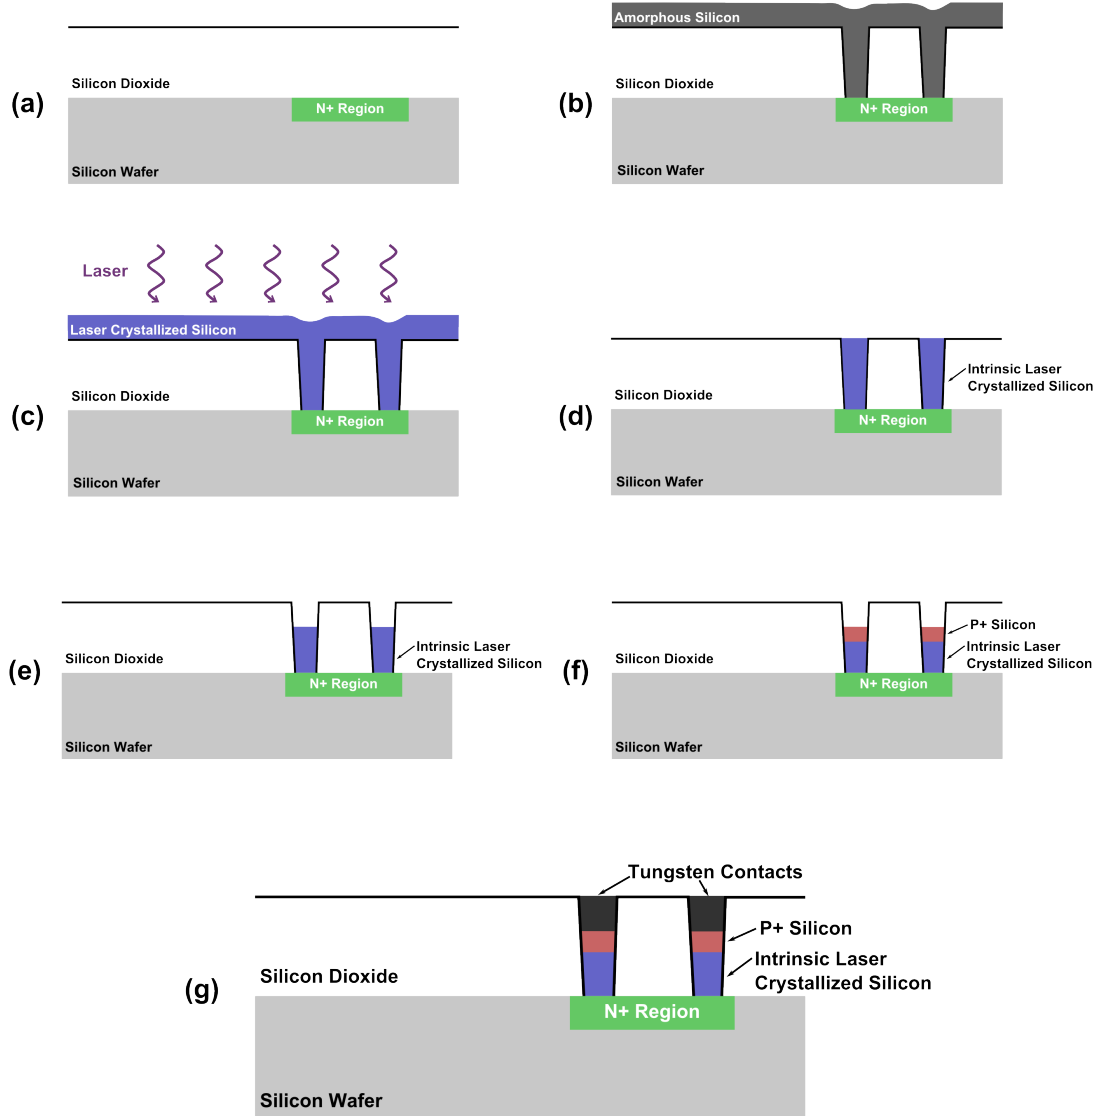 (a)
Silicon Dioxide
N+ Region
Silicon Wafer
(b)
Amorphous Silicon
Silicon Dioxide
N+ Region
Silicon Wafer
(c)
Laser
Laser Crystallized Silicon
Silicon Dioxide
N+ Region
Silicon Wafer
(d)
Intrinsic Laser
Crystallized Silicon
Silicon Dioxide
N+ Region
Silicon Wafer
(e)
Intrinsic Laser
Crystallized Silicon
Silicon Dioxide
N+ Region
Silicon Wafer
(f)
P+ Silicon
Intrinsic Laser
Crystallized Silicon
Silicon Dioxide
N+ Region
Silicon Wafer
(g)
Tungsten Contacts
P+ Silicon
Intrinsic Laser
Crystallized Silicon
Silicon Dioxide
N+ Region
Silicon Wafer